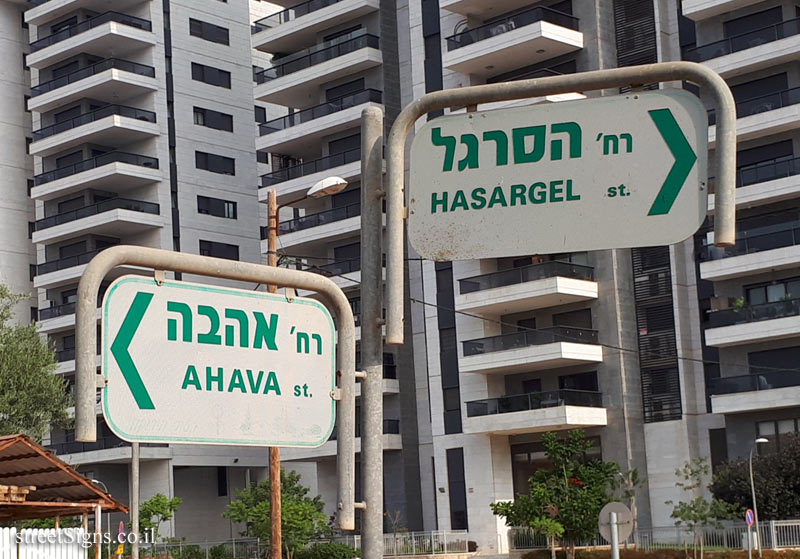 רח' הסרגל
HASARGEL st.
רח' אהבה
AHAVA st.
streetsigns.co.il